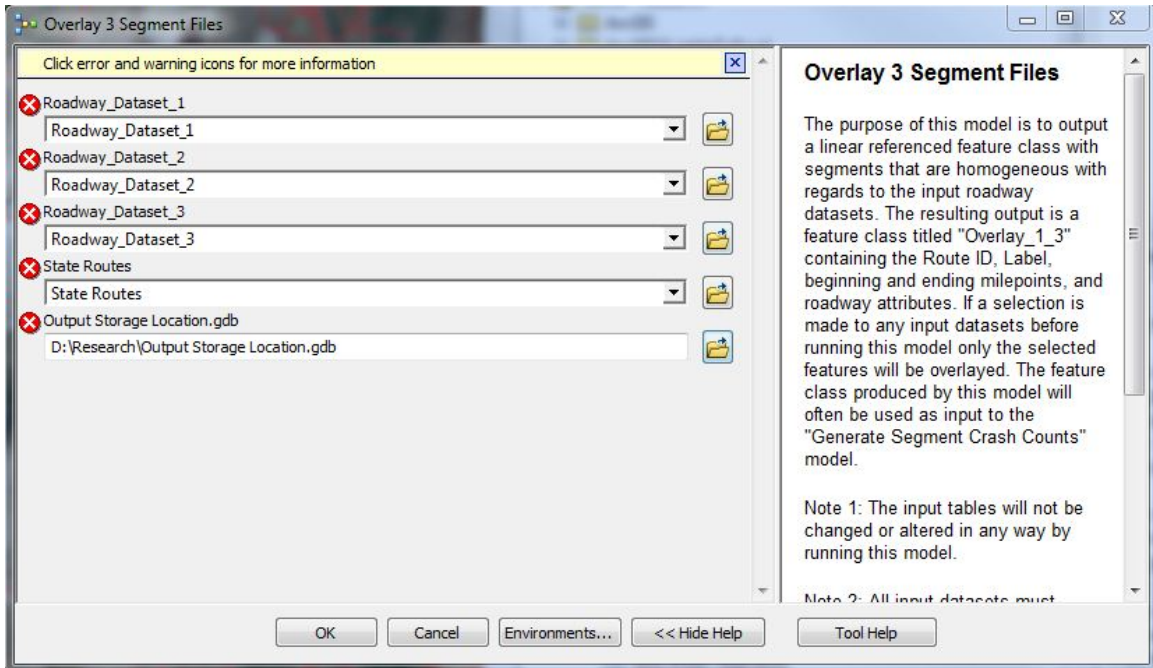 Overlay 3 Segment Files
Click error and warning icons for more information
Roadway_Dataset_1
Roadway_Dataset_1
Roadway_Dataset_2
Roadway_Dataset_2
Roadway_Dataset_3
Roadway_Dataset_3
State Routes
State Routes
Output Storage Location.gdb
D:\Research\Output Storage Location.gdb
Overlay 3 Segment Files
The purpose of this model is to output
a linear referenced feature class with
segments that are homogeneous with
regards to the input roadway
datasets. The resulting output is a
feature class titled "Overlay_1_3"
containing the Route ID, Label,
beginning and ending milepoints, and
roadway attributes. If a selection is
made to any input datasets before
running this model only the selected
features will be overlayed. The feature
class produced by this model will
often be used as input to the
"Generate Segment Crash Counts"
model.
Note 1: The input tables will not be
changed or altered in any way by
running this model.
Note 2: All input datasets must
OK
Cancel
Environments...
<< Hide Help
Tool Help